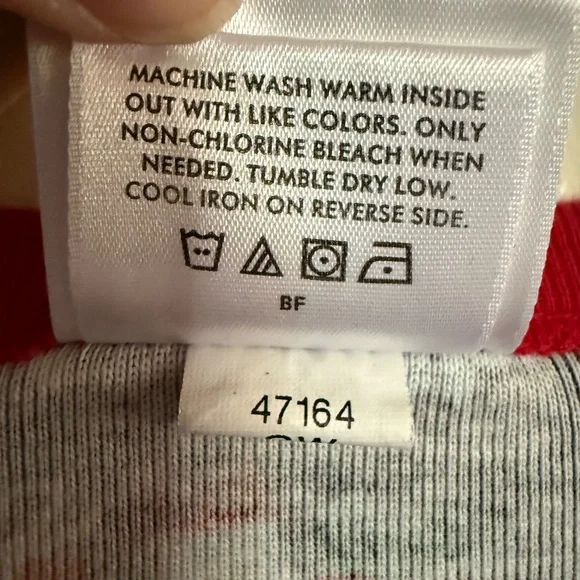 MACHINE WASH WARM INSIDE
OUT WITH LIKE COLORS. ONLY
NON-CHLORINE BLEACH WHEN
NEEDED. TUMBLE DRY LOW.
COOL IRON ON REVERSE SIDE.
BF
47164